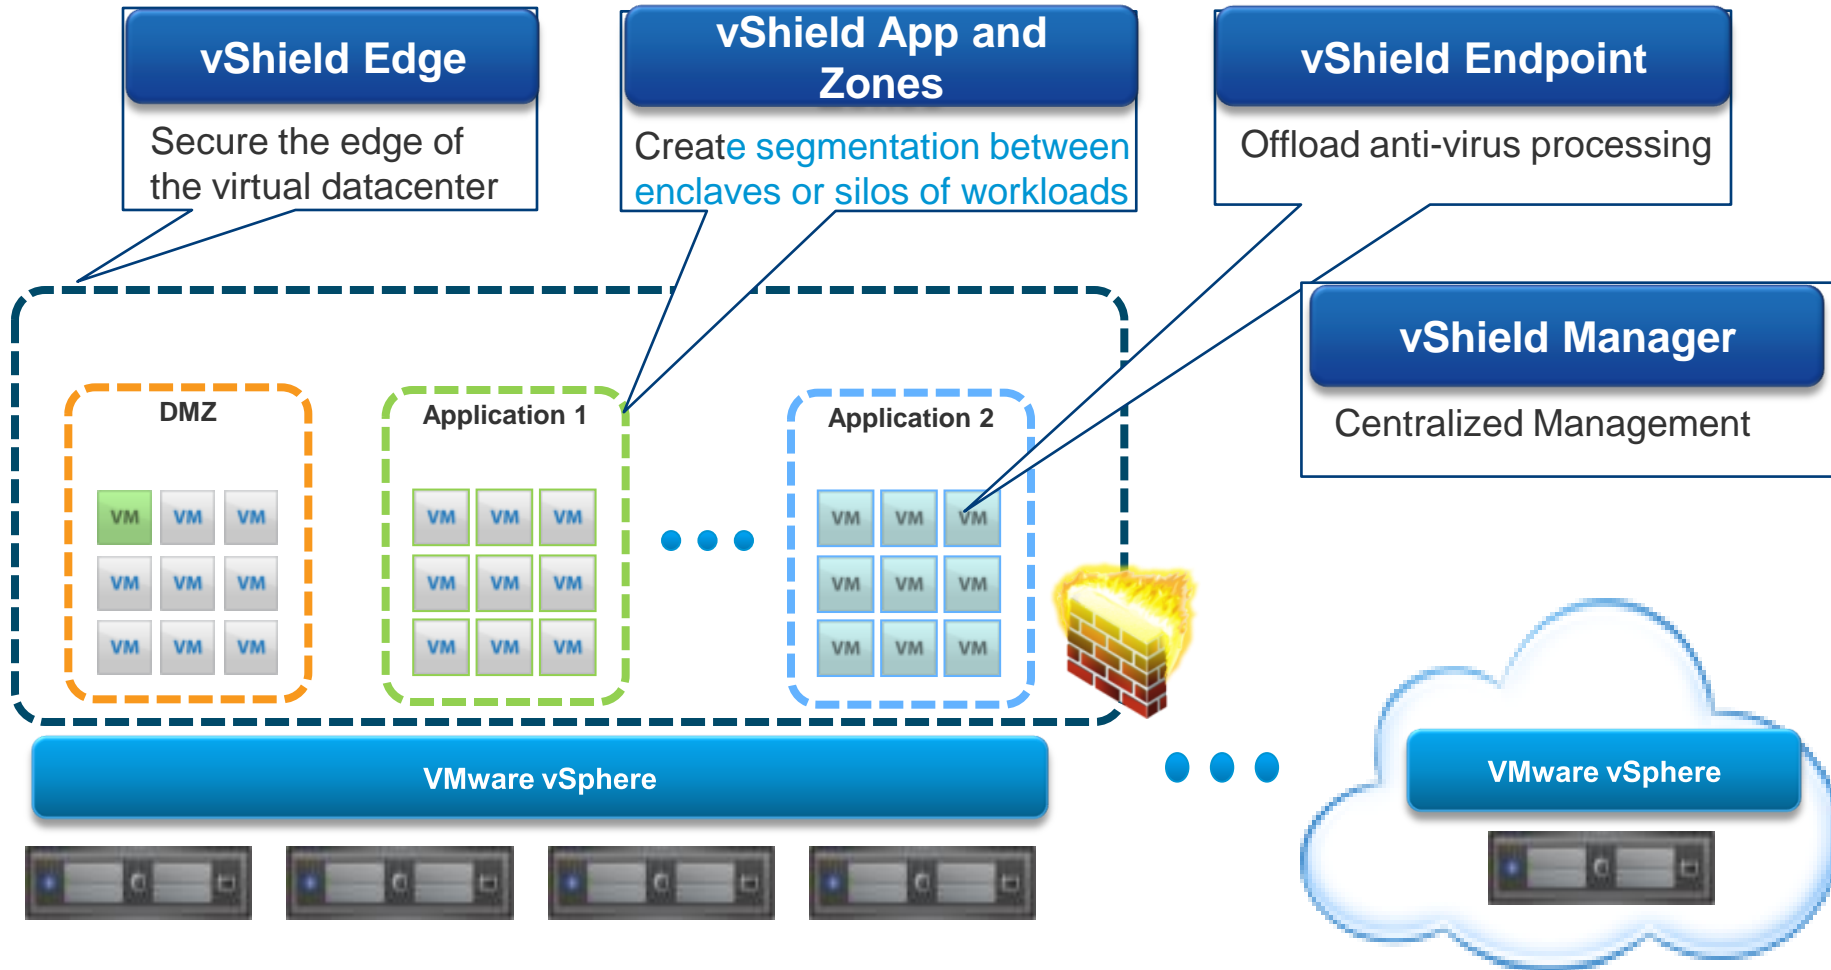 vShield Edge
Secure the edge of
the virtual datacenter
vShield App and
Zones
Create segmentation between
enclaves or silos of workloads
vShield Endpoint
Offload anti-virus processing
vShield Manager
Centralized Management
DMZ
VM VM VM
VM VM VM
VM VM VM
Application 1
VM VM VM
VM VM VM
VM VM VM
Application 2
VM VM VM
VM VM VM
VM VM VM
VMware vSphere
VMware vSphere